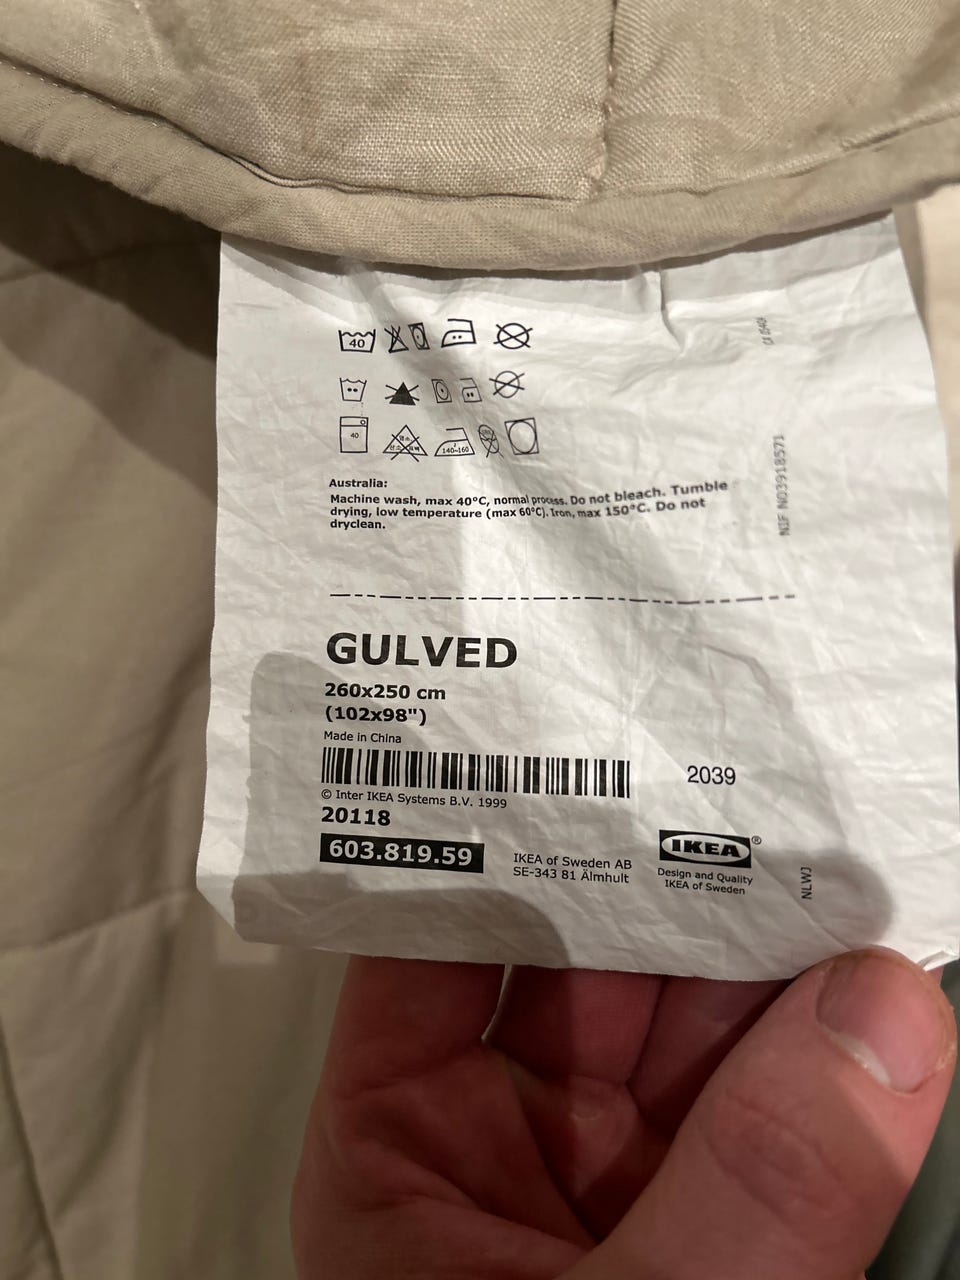 40
40
140-160
Australia:
Machine wash, max 40°C, normal process. Do not bleach. Tumble
drying, low temperature (max 60°C). Iron, max 150°C. Do not
dryclean.
NIF N03918571
GULVED
260x250 cm
(102x98")
Made in China
2039
© Inter IKEA Systems B.V. 1999
20118
603.819.59
IKEA of Sweden AB
SE-343 81 Älmhult
IKEA®
Design and Quality
IKEA of Sweden
NLWJ